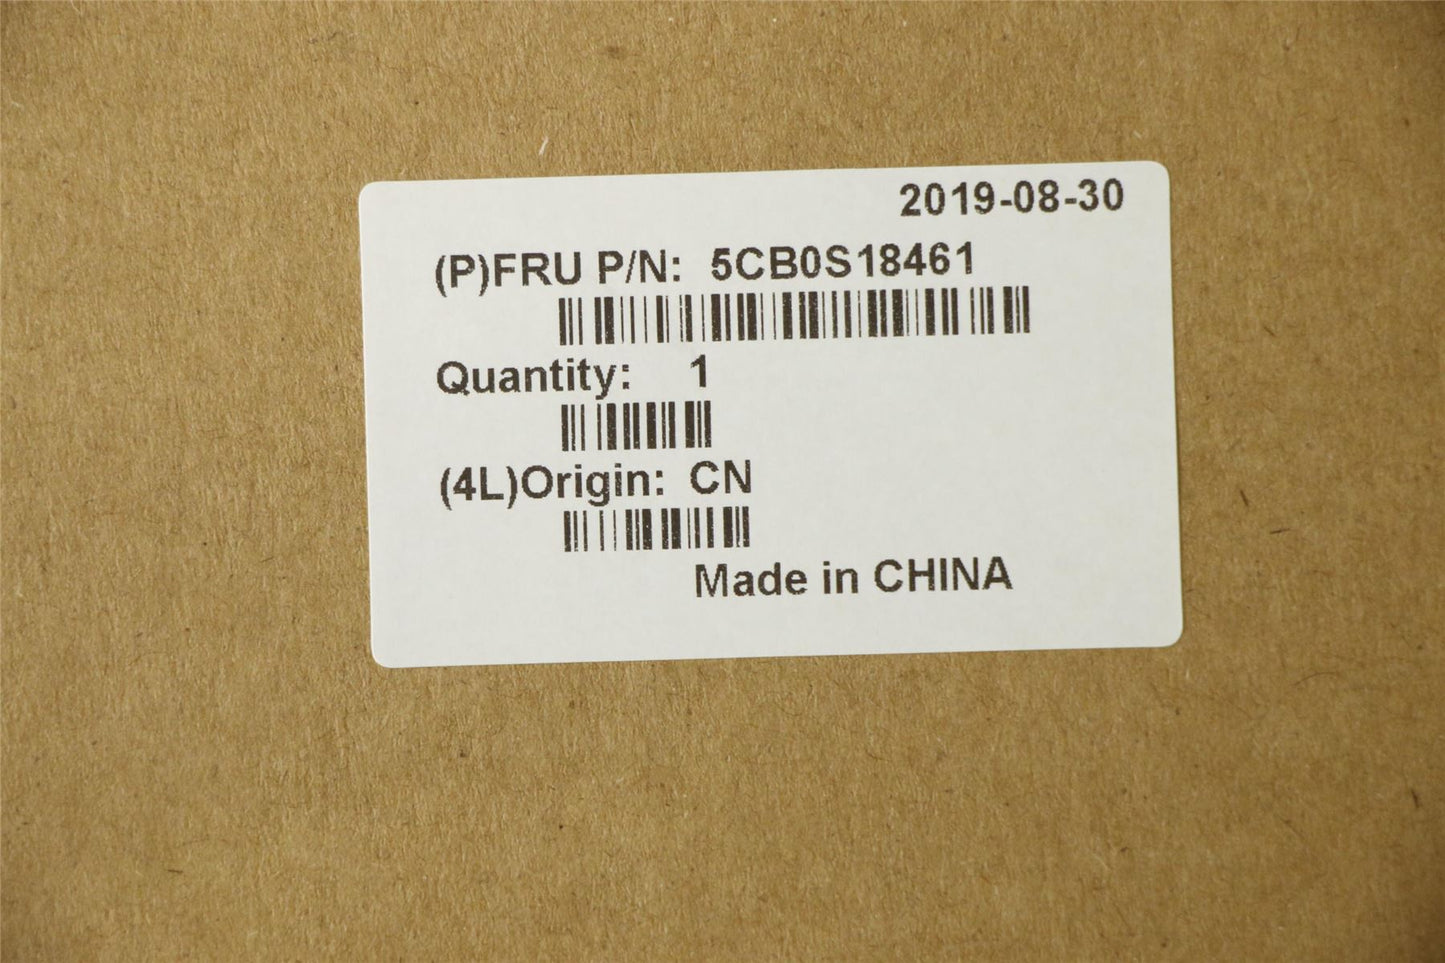 2019-08-30
(P)FRU P/N: 5CB0S18461
Quantity: 1
(4L)Origin: CN
Made in CHINA